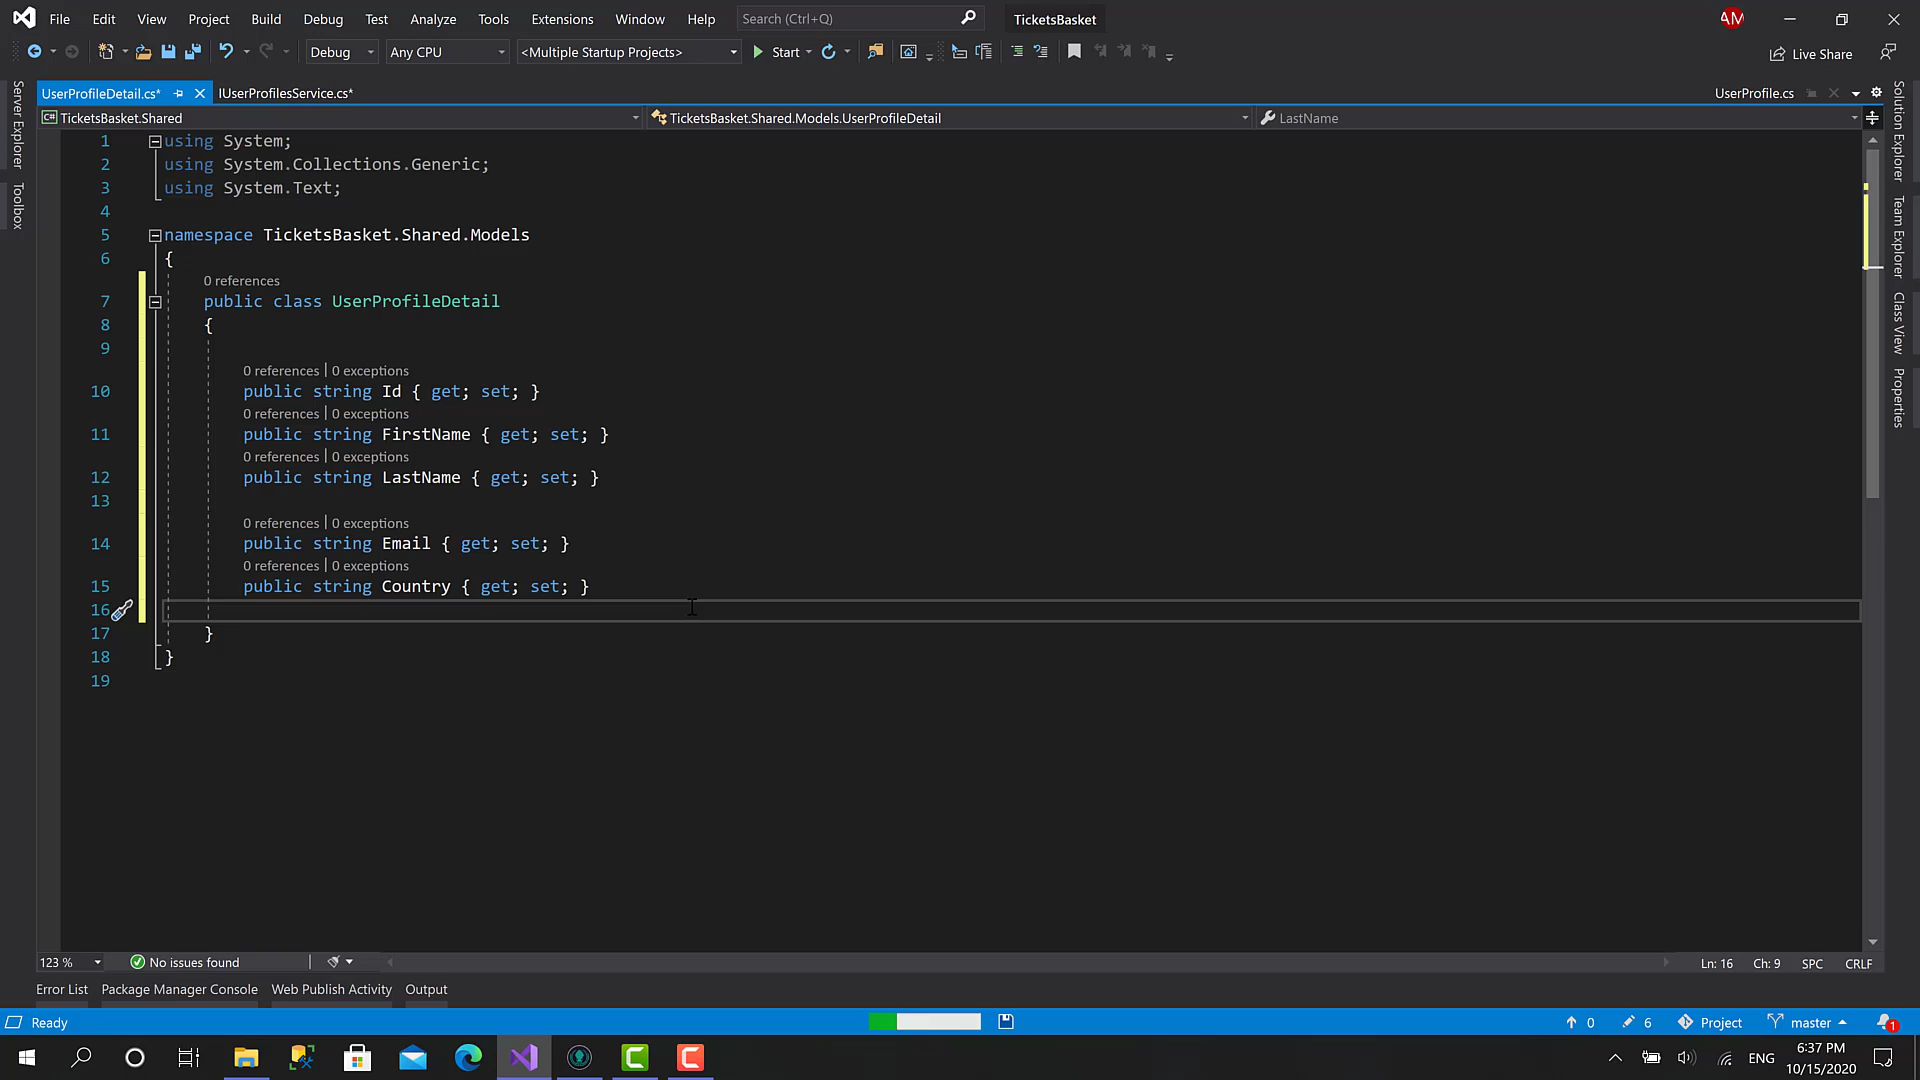 File Edit View Project Build Debug Test Analyze Tools Extensions Window Help Search (Ctrl+Q) TicketsBasket AM
Debug Any CPU <Multiple Startup Projects> Start Live Share
UserProfileDetail.cs* IUserProfilesService.cs* UserProfile.cs
TicketsBasket.Shared TicketsBasket.Shared.Models.UserProfileDetail LastName
Server Explorer
Toolbox
Solution Explorer
Team Explorer
Class View
Properties
1 using System;
2 using System.Collections.Generic;
3 using System.Text;
4
5 namespace TicketsBasket.Shared.Models
6 {
0 references
7 public class UserProfileDetail
8 {
9
0 references | 0 exceptions
10 public string Id { get; set; }
0 references | 0 exceptions
11 public string FirstName { get; set; }
0 references | 0 exceptions
12 public string LastName { get; set; }
13
0 references | 0 exceptions
14 public string Email { get; set; }
0 references | 0 exceptions
15 public string Country { get; set; }
16
17 }
18 }
19
123 % No issues found Ln: 16 Ch: 9 SPC CRLF
Error List Package Manager Console Web Publish Activity Output
Ready 0 6 Project master 1
ENG 6:37 PM
10/15/2020